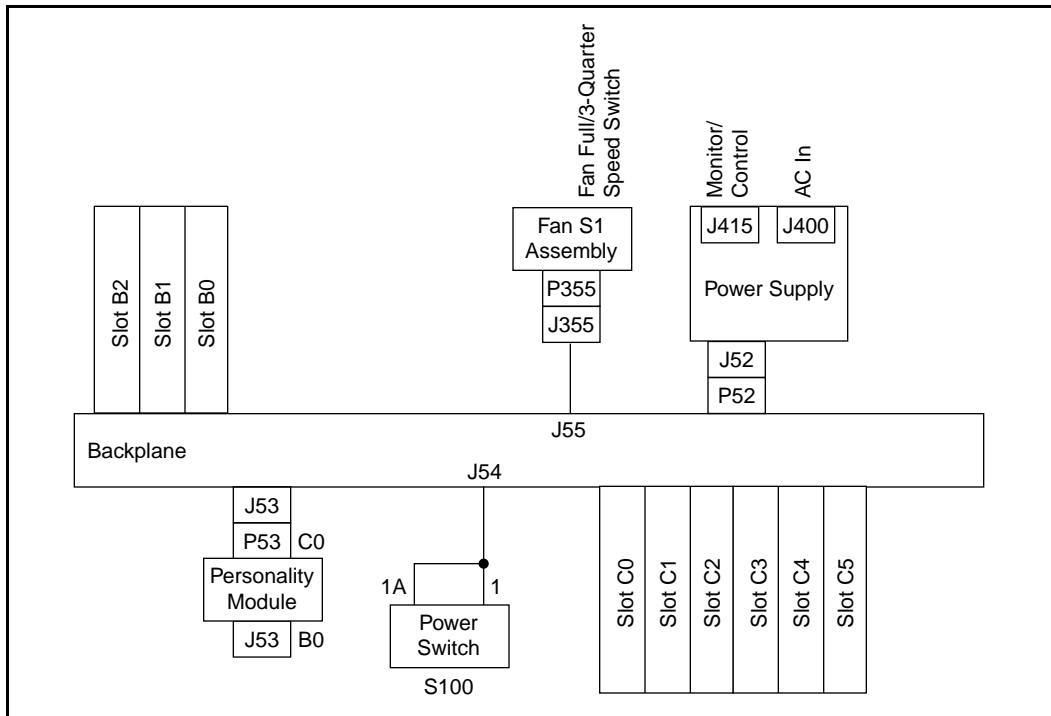 Fan Full/3-Quarter
Speed Switch
Monitor/
Control
AC In
Slot B2
Slot B1
Slot B0
Fan S1
Assembly
P355
J355
J415
J400
Power Supply
J52
P52
Backplane
J55
J54
J53
P53 C0
Personality
Module
J53 B0
1A
1
Power
Switch
S100
Slot C0
Slot C1
Slot C2
Slot C3
Slot C4
Slot C5